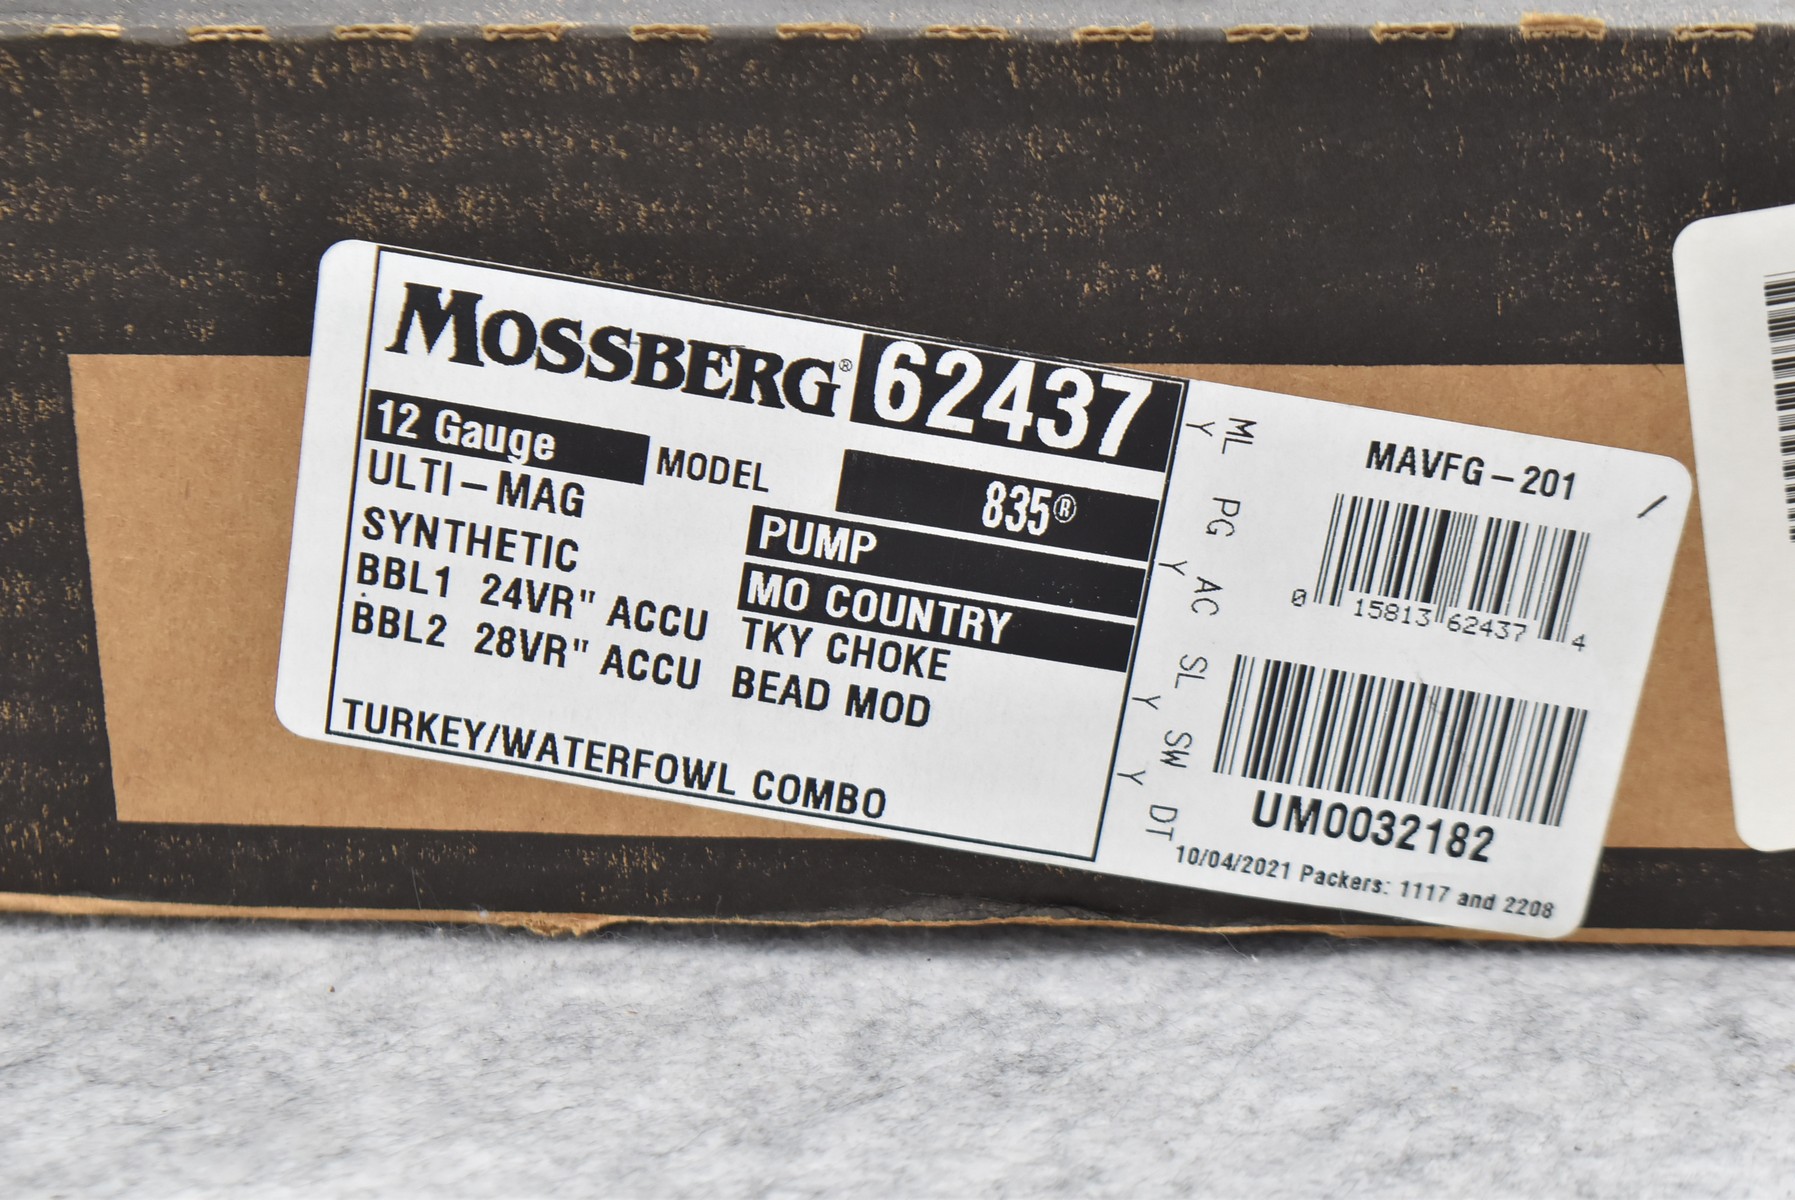 MOSSBERG® 62437
12 Gauge MODEL 835®
ULTI-MAG PUMP
SYNTHETIC MO COUNTRY
BBL1 24VR" ACCU TKY CHOKE
BBL2 28VR" ACCU BEAD MOD
TURKEY/WATERFOWL COMBO
ML PG AC SL SW DT
Y Y Y Y
MAVFG-201
0 15813 62437 4
UM0032182
10/04/2021 Packers: 1117 and 2208